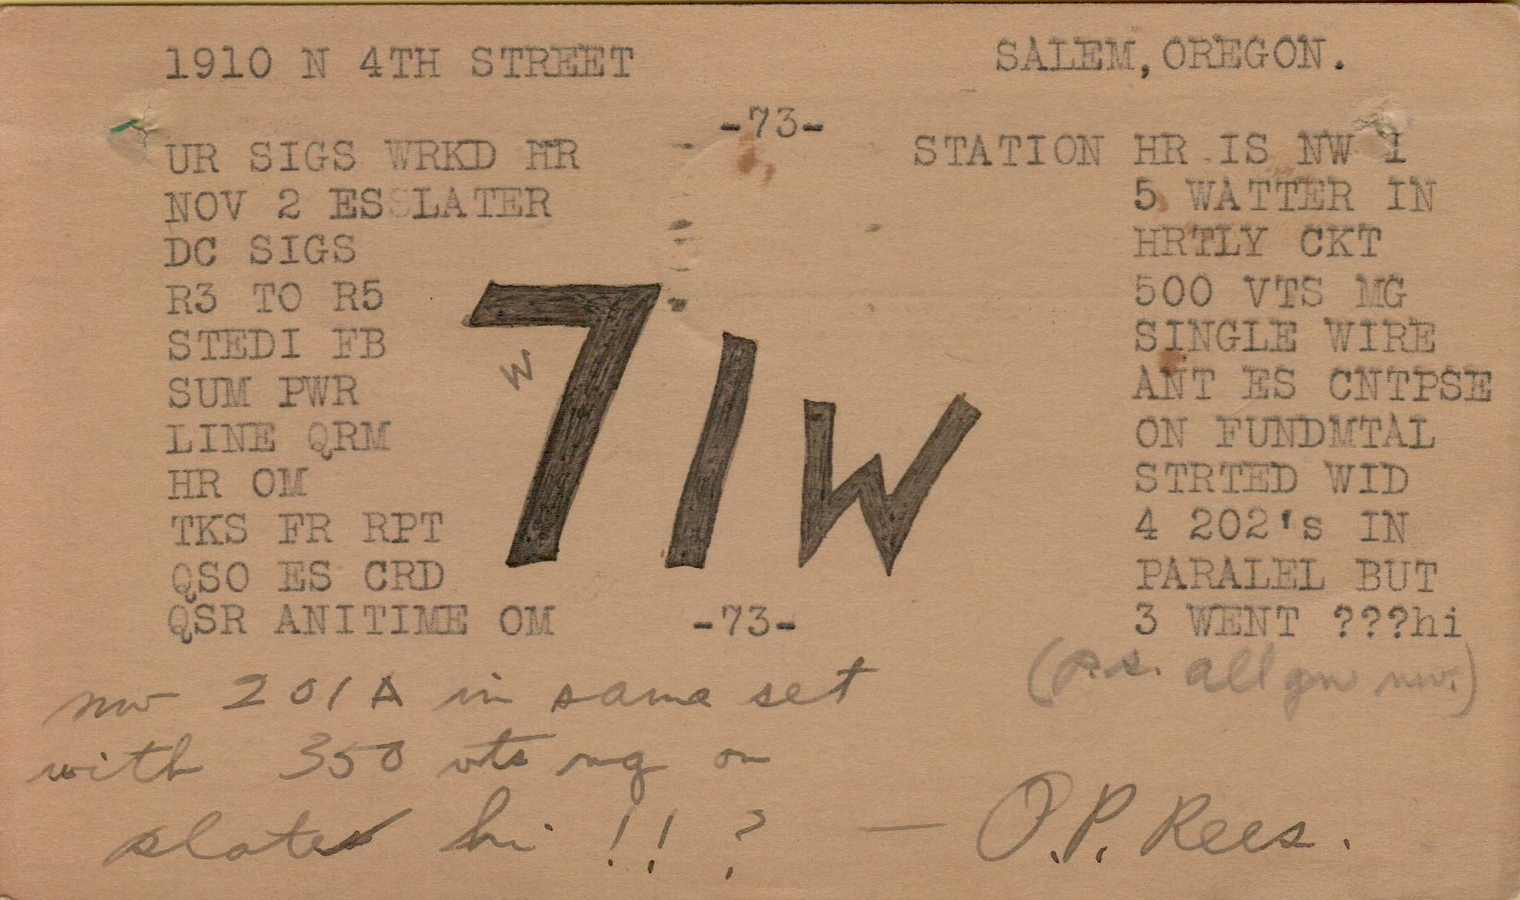 1910 N 4TH STREET
SALEM, OREGON.
-73-
UR SIGS WRKD HR
NOV 2 ES LATER
DC SIGS
R3 TO R5
STEDI FB
SUM PWR
LINE QRM
HR OM
TKS FR RPT
QSO ES CRD
QSR ANITIME OM
W
71W
-73-
STATION HR IS NW 1
5 WATTER IN
HRTLY CKT
500 VTS MG
SINGLE WIRE
ANT ES CNTPSE
ON FUNDMTAL
STRTED WID
4 202's IN
PARALEL BUT
3 WENT ???hi
(P.S. all gn nw.)
nw 201A in same set
with 350 vts mg on
plates hi !!?
— O.P. Rees.